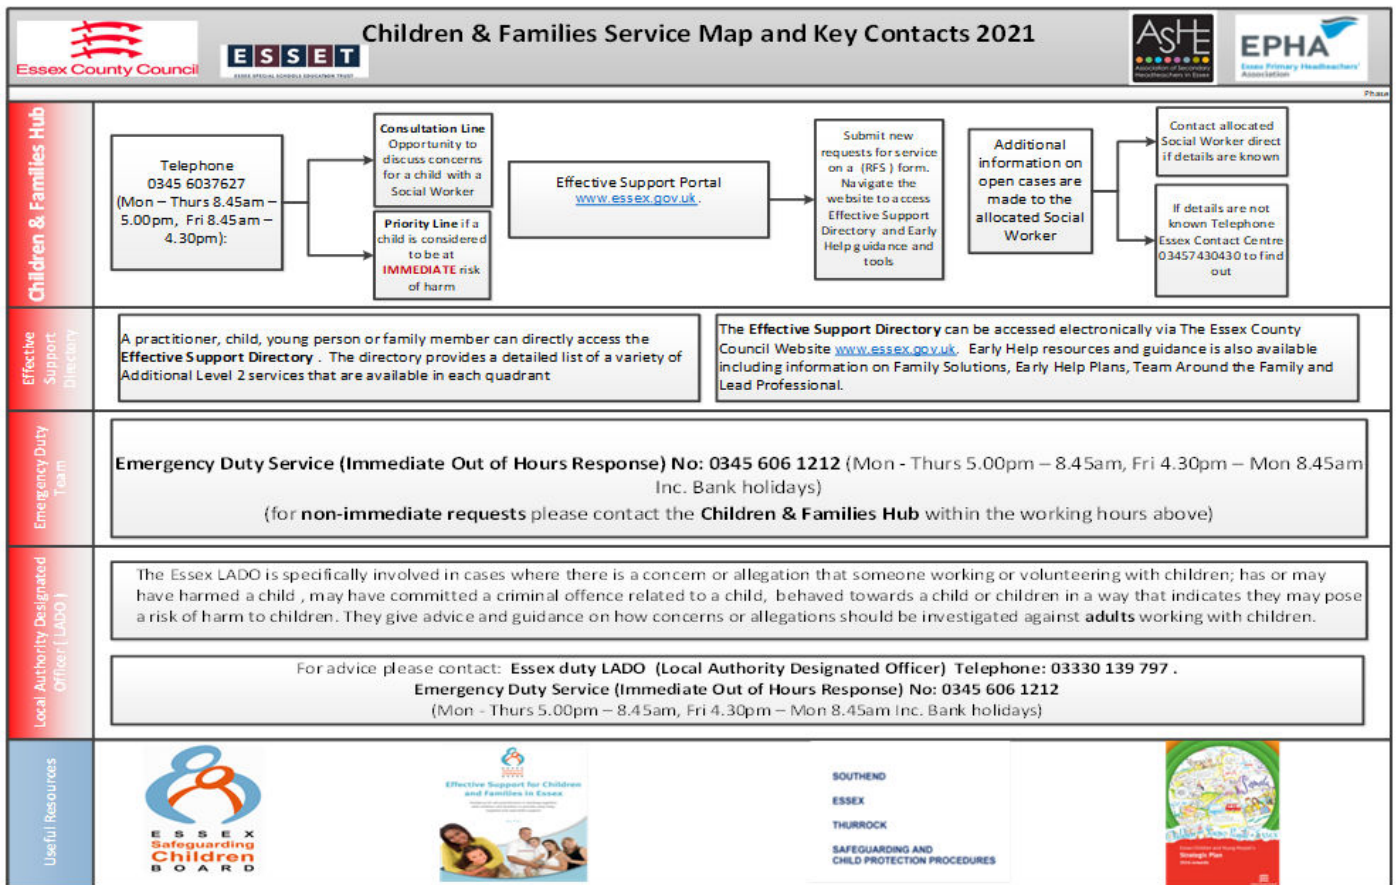 Children & Families Service Map and Key Contacts 2021
Essex County Council
ESSET
ESSEX SPECIAL SCHOOLS EDUCATION TRUST
ASHE
Association of Secondary
Headteachers in Essex
EPHA
Essex Primary Headteachers'
Association
Phase
Children & Families Hub
Telephone
0345 6037627
(Mon – Thurs 8.45am –
5.00pm, Fri 8.45am –
4.30pm):
Consultation Line
Opportunity to
discuss concerns
for a child with a
Social Worker
Priority Line if a
child is considered
to be at
IMMEDIATE risk
of harm
Effective Support Portal
www.essex.gov.uk.
Submit new
requests for service
on a (RFS ) form.
Navigate the
website to access
Effective Support
Directory and Early
Help guidance and
tools
Additional
information on
open cases are
made to the
allocated Social
Worker
Contact allocated
Social Worker direct
if details are known
If details are not
known Telephone
Essex Contact Centre
03457430430 to find
out
Effective
Support
Directory
A practitioner, child, young person or family member can directly access the
Effective Support Directory . The directory provides a detailed list of a variety of
Additional Level 2 services that are available in each quadrant
The Effective Support Directory can be accessed electronically via The Essex County
Council Website www.essex.gov.uk. Early Help resources and guidance is also available
including information on Family Solutions, Early Help Plans, Team Around the Family and
Lead Professional.
Emergency Duty
Team
Emergency Duty Service (Immediate Out of Hours Response) No: 0345 606 1212 (Mon - Thurs 5.00pm – 8.45am, Fri 4.30pm – Mon 8.45am
Inc. Bank holidays)
(for non-immediate requests please contact the Children & Families Hub within the working hours above)
Local Authority Designated
Officer ( LADO )
The Essex LADO is specifically involved in cases where there is a concern or allegation that someone working or volunteering with children; has or may
have harmed a child , may have committed a criminal offence related to a child, behaved towards a child or children in a way that indicates they may pose
a risk of harm to children. They give advice and guidance on how concerns or allegations should be investigated against adults working with children.
For advice please contact: Essex duty LADO (Local Authority Designated Officer) Telephone: 03330 139 797 .
Emergency Duty Service (Immediate Out of Hours Response) No: 0345 606 1212
(Mon - Thurs 5.00pm – 8.45am, Fri 4.30pm – Mon 8.45am Inc. Bank holidays)
Useful Resources
ESSEX
Safeguarding
Children
BOARD
Effective Support for Children
and Families in Essex
SOUTHEND
ESSEX
THURROCK
SAFEGUARDING AND
CHILD PROTECTION PROCEDURES
Strategic Plan